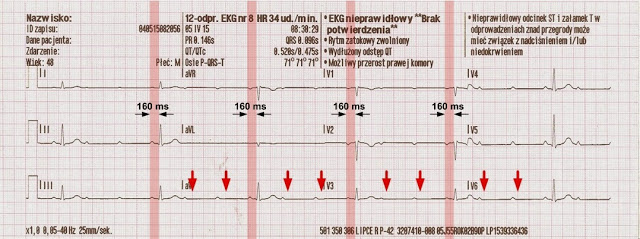 Nazwisko:
ID zapisu: 040515082956
Dane pacjenta:
Zdarzenie:
Wiek: 48 Płeć: M
12-odpr. EKG nr 8 HR 34 ud./min.
05 IV 15 08:30:29
PR 0.146s QRS 0.096s
QT/QTc 0.520s/0.475s
Osie P-QRS-T 71° 71° 71°
• EKG nieprawidłowy **Brak
potwierdzenia**
• Rytm zatokowy zwolniony
• Wydłużony odstęp QT
• Możliwy przerost prawej komory
• Nieprawidłowy odcinek ST i załamek T w
odprowadzeniach znad przegrody może
mieć związek z nadciśnieniem i/lub
niedokrwieniem
I aVR V1 V4
160 ms 160 ms 160 ms 160 ms
II aVL V2 V5
III V3 V6
x1,0 0,05-40 Hz 25mm/sek.